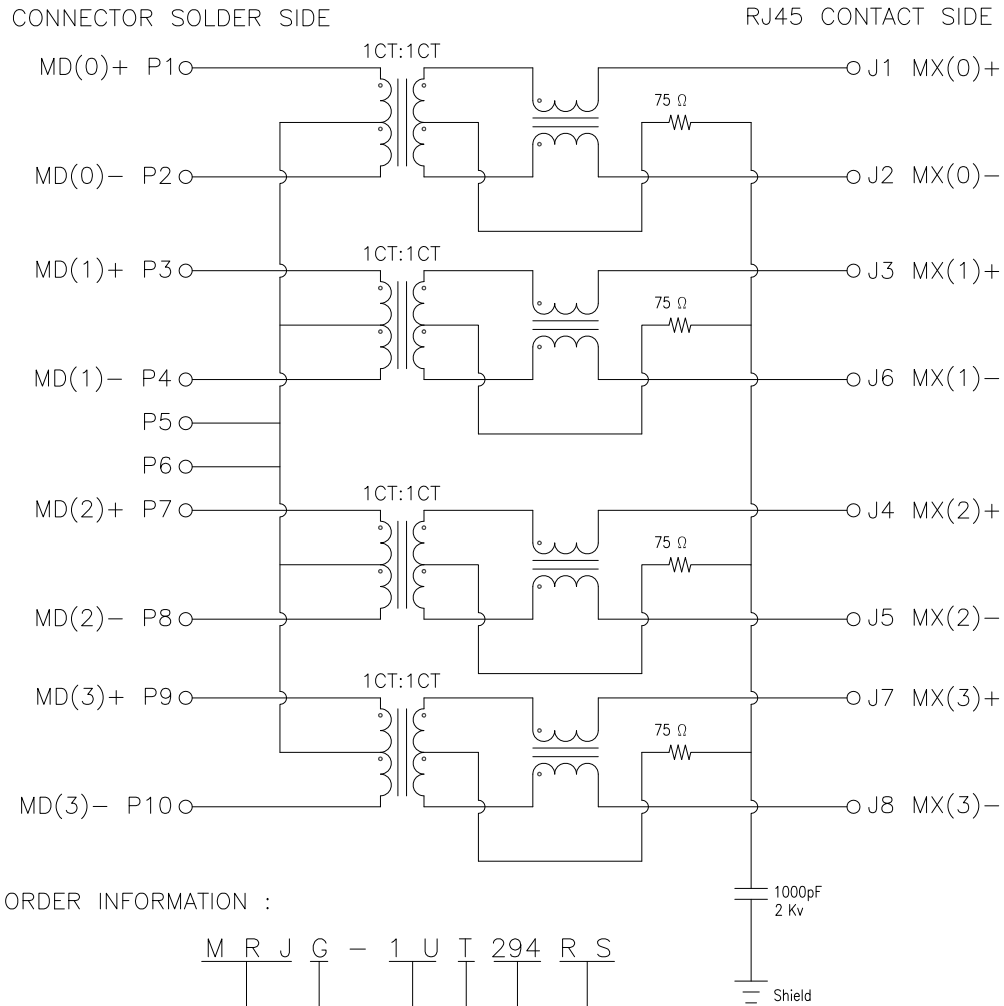 CONNECTOR SOLDER SIDE
RJ45 CONTACT SIDE
1CT:1CT
MD(0)+ P1
J1 MX(0)+
75 Ω
MD(0)- P2
J2 MX(0)-
1CT:1CT
MD(1)+ P3
J3 MX(1)+
75 Ω
MD(1)- P4
J6 MX(1)-
P5
P6
1CT:1CT
MD(2)+ P7
J4 MX(2)+
75 Ω
MD(2)- P8
J5 MX(2)-
1CT:1CT
MD(3)+ P9
J7 MX(3)+
75 Ω
MD(3)- P10
J8 MX(3)-
1000pF
2 Kv
ORDER INFORMATION :
M R J G - 1 U T 294 R S
Shield